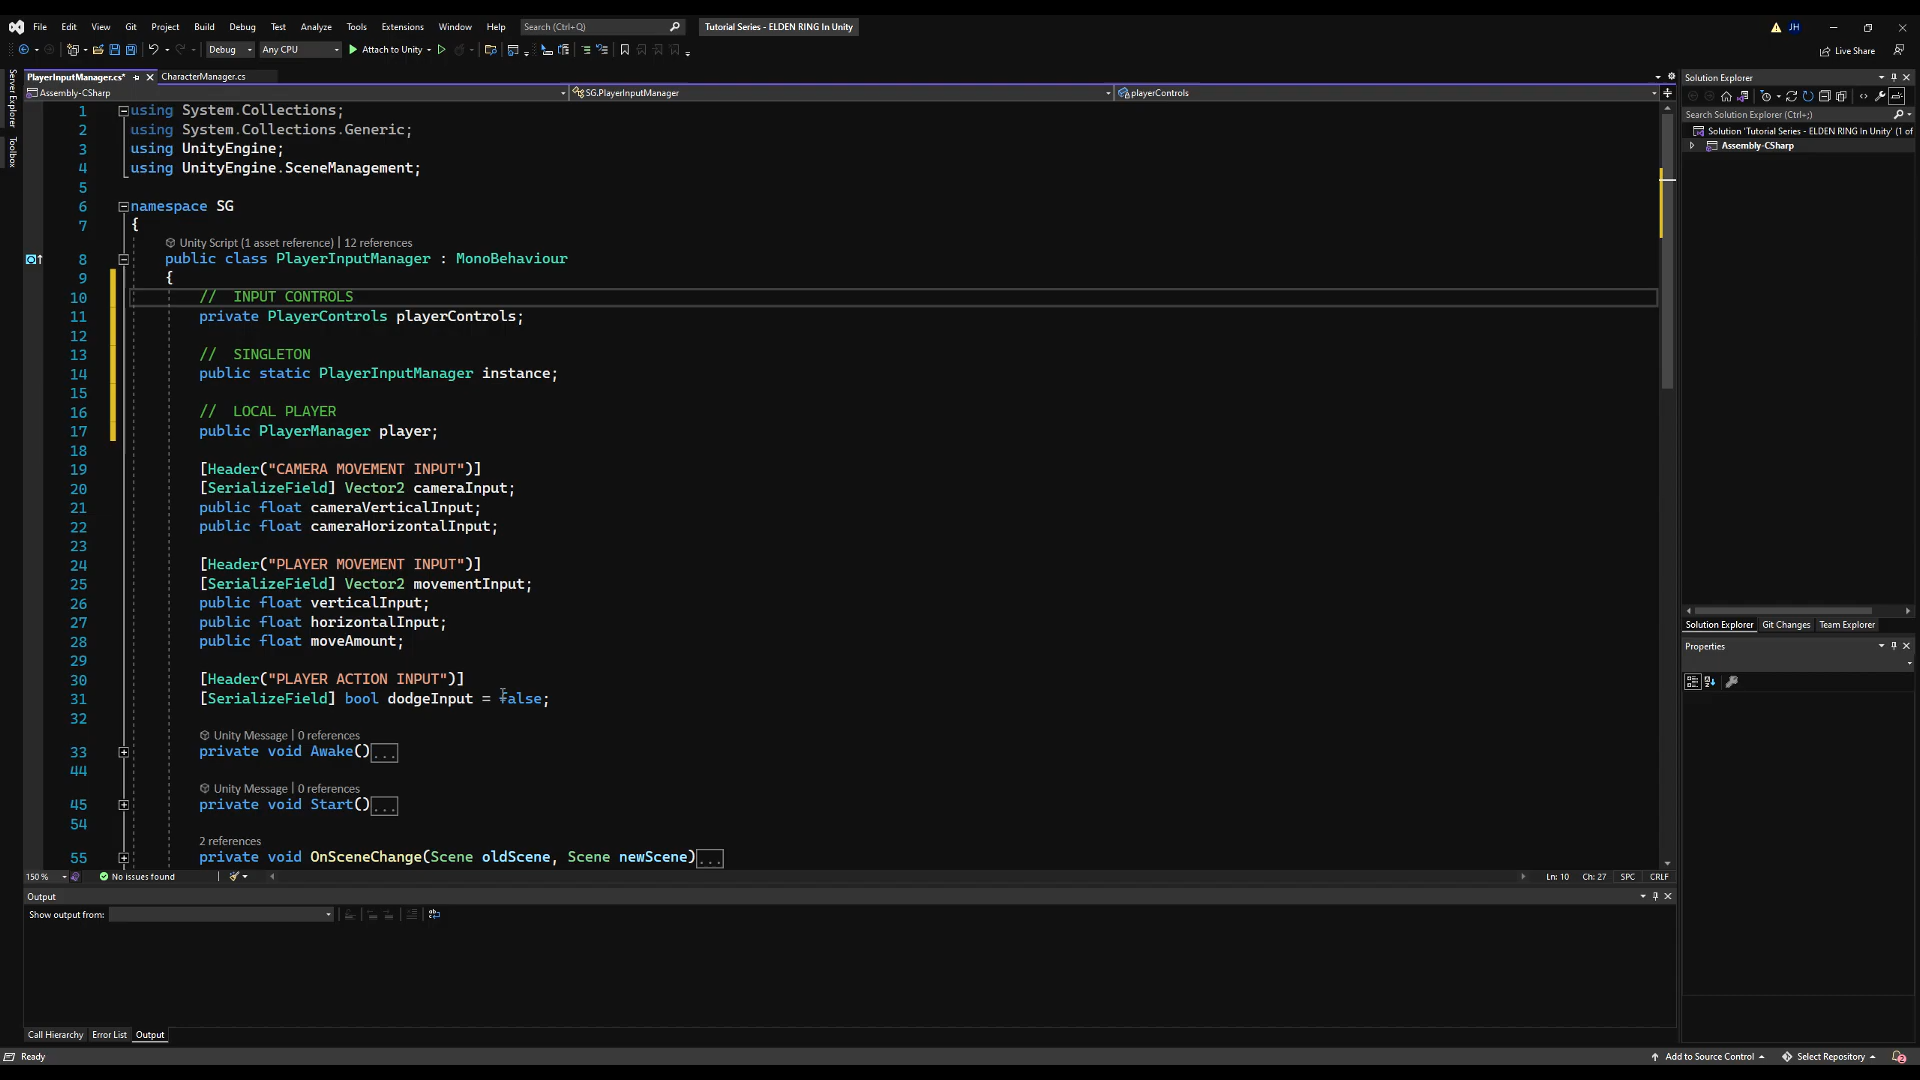 File Edit View Git Project Build Debug Test Analyze Tools Extensions Window Help Search (Ctrl+Q) Tutorial Series - ELDEN RING In Unity JH
Debug Any CPU Attach to Unity Live Share
Server Explorer
Toolbox
PlayerInputManager.cs* CharacterManager.cs
Assembly-CSharp SG.PlayerInputManager playerControls
1 using System.Collections;
2 using System.Collections.Generic;
3 using UnityEngine;
4 using UnityEngine.SceneManagement;
5
6 namespace SG
7 {
Unity Script (1 asset reference) | 12 references
8 public class PlayerInputManager : MonoBehaviour
9 {
10 // INPUT CONTROLS
11 private PlayerControls playerControls;
12
13 // SINGLETON
14 public static PlayerInputManager instance;
15
16 // LOCAL PLAYER
17 public PlayerManager player;
18
19 [Header("CAMERA MOVEMENT INPUT")]
20 [SerializeField] Vector2 cameraInput;
21 public float cameraVerticalInput;
22 public float cameraHorizontalInput;
23
24 [Header("PLAYER MOVEMENT INPUT")]
25 [SerializeField] Vector2 movementInput;
26 public float verticalInput;
27 public float horizontalInput;
28 public float moveAmount;
29
30 [Header("PLAYER ACTION INPUT")]
31 [SerializeField] bool dodgeInput = false;
32
Unity Message | 0 references
33 private void Awake()...
44
Unity Message | 0 references
45 private void Start()...
54
2 references
55 private void OnSceneChange(Scene oldScene, Scene newScene)...
150 % No issues found Ln: 10 Ch: 27 SPC CRLF
Output
Show output from:
Call Hierarchy Error List Output
Ready Add to Source Control Select Repository 2
Solution Explorer
Search Solution Explorer (Ctrl+;)
Solution 'Tutorial Series - ELDEN RING In Unity' (1 of
Assembly-CSharp
Solution Explorer Git Changes Team Explorer
Properties